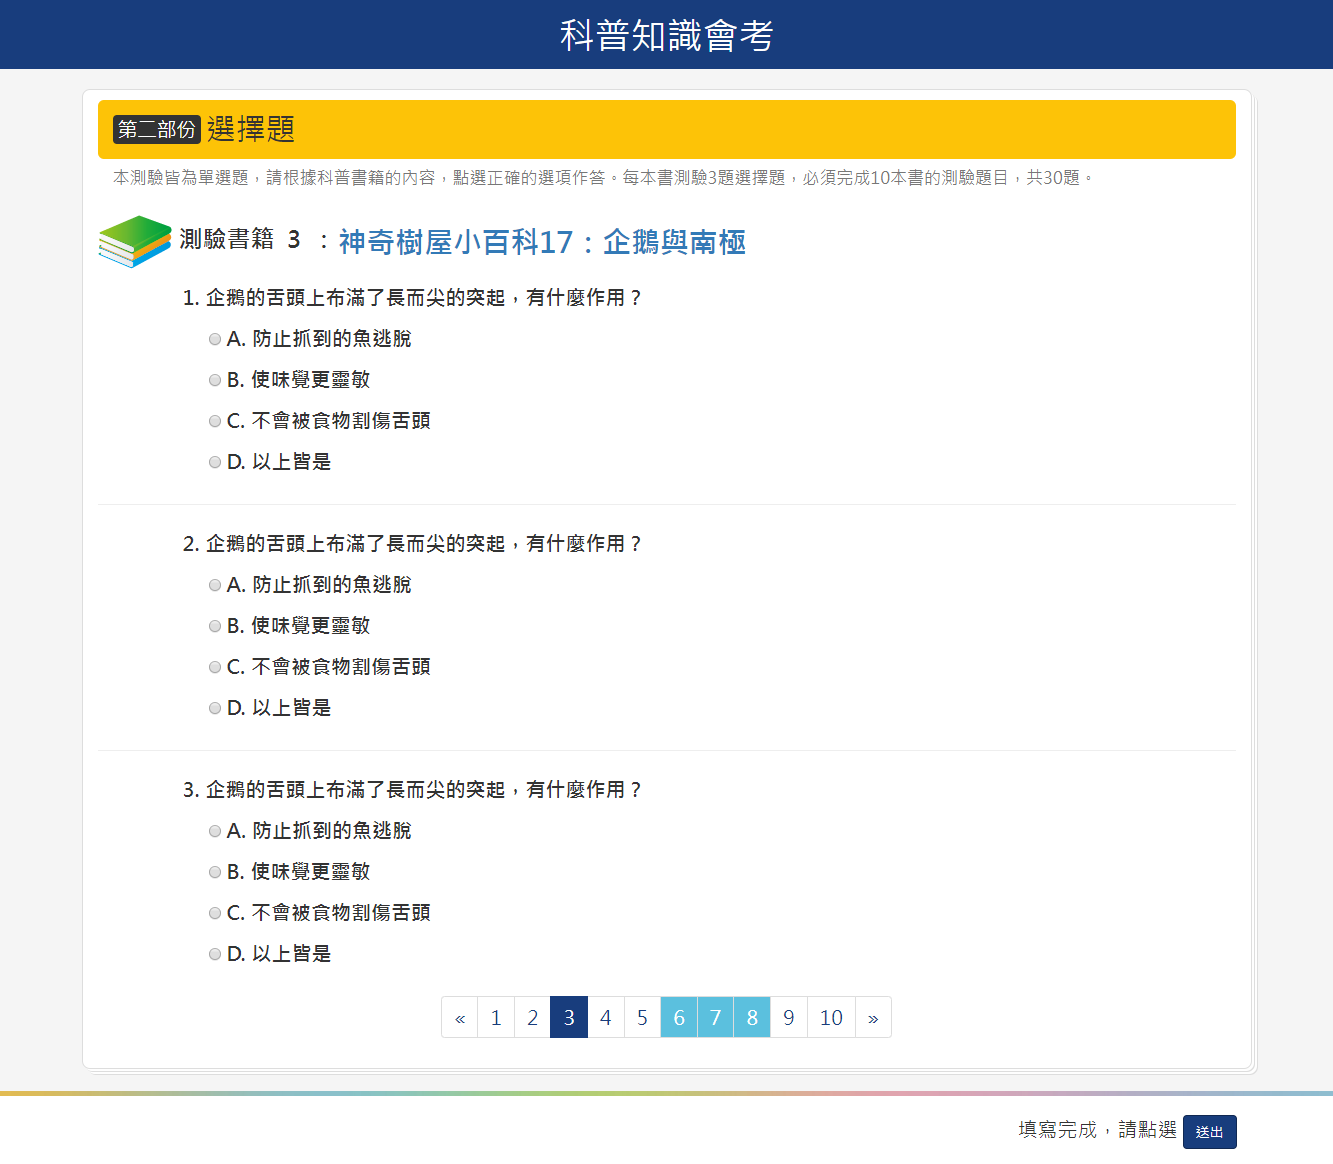 科普知識會考
第二部份 選擇題
本測驗皆為單選題，請根據科普書籍的內容，點選正確的選項作答。每本書測驗3題選擇題，必須完成10本書的測驗題目，共30題。
測驗書籍 3 ：神奇樹屋小百科17：企鵝與南極
1. 企鵝的舌頭上布滿了長而尖的突起，有什麼作用？
A. 防止抓到的魚逃脫
B. 使味覺更靈敏
C. 不會被食物割傷舌頭
D. 以上皆是
2. 企鵝的舌頭上布滿了長而尖的突起，有什麼作用？
A. 防止抓到的魚逃脫
B. 使味覺更靈敏
C. 不會被食物割傷舌頭
D. 以上皆是
3. 企鵝的舌頭上布滿了長而尖的突起，有什麼作用？
A. 防止抓到的魚逃脫
B. 使味覺更靈敏
C. 不會被食物割傷舌頭
D. 以上皆是
« 1 2 3 4 5 6 7 8 9 10 »
填寫完成，請點選 送出